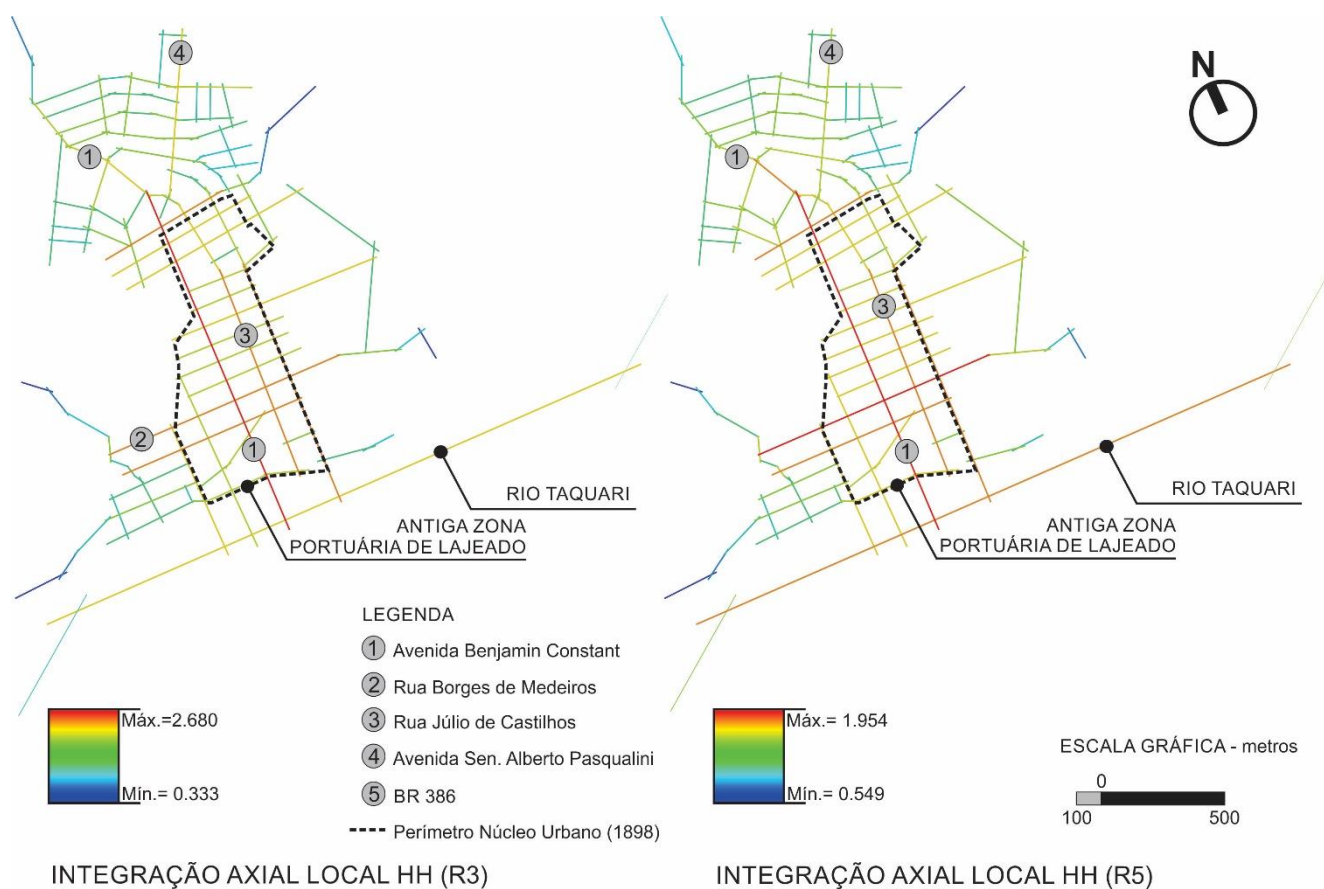 4
4
N
1
1
3
3
2
1
1
RIO TAQUARI
RIO TAQUARI
ANTIGA ZONA
PORTUÁRIA DE LAJEADO
ANTIGA ZONA
PORTUÁRIA DE LAJEADO
LEGENDA
1 Avenida Benjamin Constant
2 Rua Borges de Medeiros
3 Rua Júlio de Castilhos
4 Avenida Sen. Alberto Pasqualini
5 BR 386
Perímetro Núcleo Urbano (1898)
Máx.=2.680
Mín.= 0.333
Máx.= 1.954
Mín.= 0.549
ESCALA GRÁFICA - metros
0
100 500
INTEGRAÇÃO AXIAL LOCAL HH (R3)
INTEGRAÇÃO AXIAL LOCAL HH (R5)